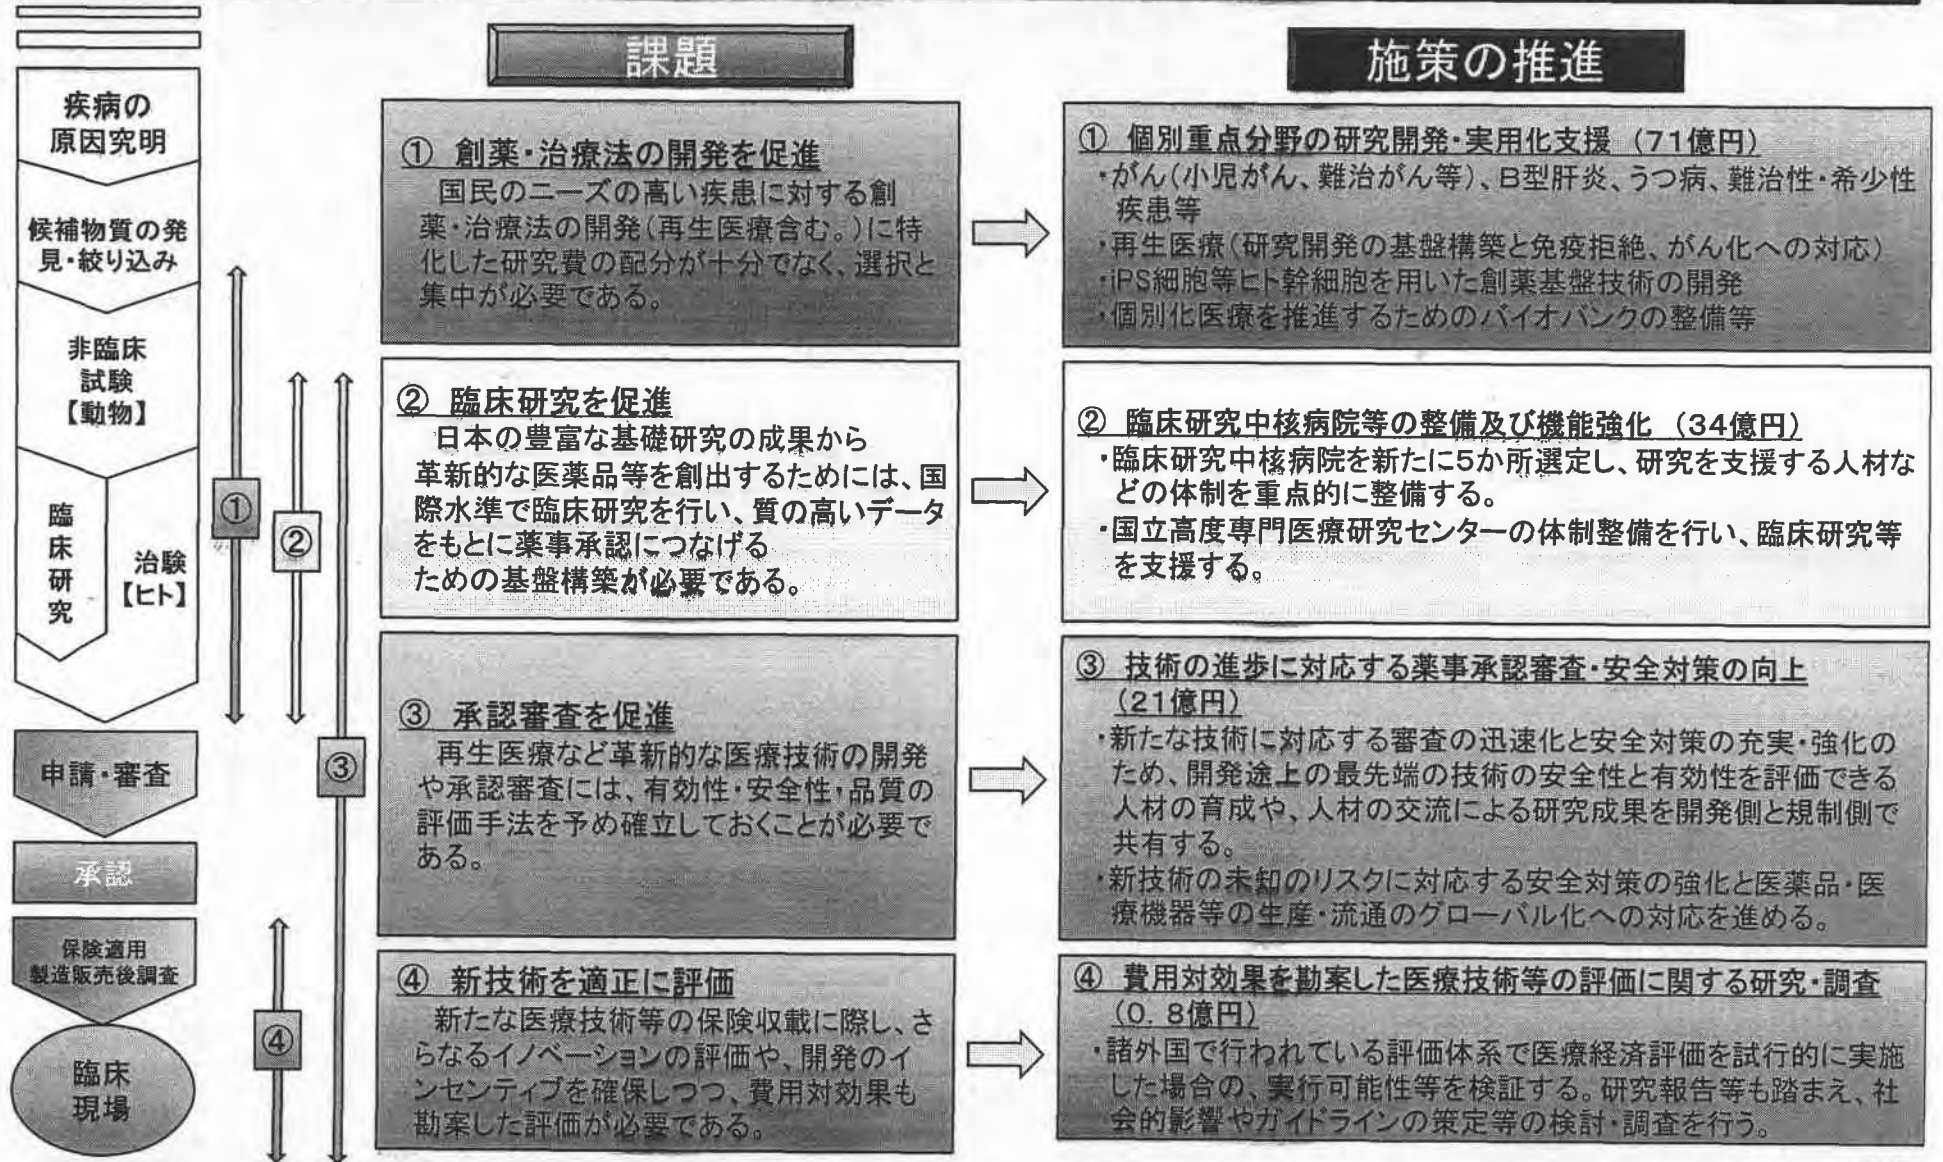 課題
施策の推進
疾病の
原因究明
候補物質の発
見・絞り込み
非臨床
試験
【動物】
臨
床
研
究
治験
【ヒト】
申請・審査
承認
保険適用
製造販売後調査
臨床
現場
①
②
③
④
① 創薬・治療法の開発を促進
国民のニーズの高い疾患に対する創
薬・治療法の開発(再生医療含む。)に特
化した研究費の配分が十分でなく、選択と
集中が必要である。
① 個別重点分野の研究開発・実用化支援 (71億円)
・がん(小児がん、難治がん等)、B型肝炎、うつ病、難治性・希少性
疾患等
・再生医療(研究開発の基盤構築と免疫拒絶、がん化への対応)
・iPS細胞等ヒト幹細胞を用いた創薬基盤技術の開発
・個別化医療を推進するためのバイオバンクの整備等
② 臨床研究を促進
日本の豊富な基礎研究の成果から
革新的な医薬品等を創出するためには、国
際水準で臨床研究を行い、質の高いデータ
をもとに薬事承認につなげる
ための基盤構築が必要である。
② 臨床研究中核病院等の整備及び機能強化 (34億円)
・臨床研究中核病院を新たに5か所選定し、研究を支援する人材な
どの体制を重点的に整備する。
・国立高度専門医療研究センターの体制整備を行い、臨床研究等
を支援する。
③ 承認審査を促進
再生医療など革新的な医療技術の開発
や承認審査には、有効性・安全性・品質の
評価手法を予め確立しておくことが必要で
ある。
③ 技術の進歩に対応する薬事承認審査・安全対策の向上
(21億円)
・新たな技術に対応する審査の迅速化と安全対策の充実・強化の
ため、開発途上の最先端の技術の安全性と有効性を評価できる
人材の育成や、人材の交流による研究成果を開発側と規制側で
共有する。
・新技術の未知のリスクに対応する安全対策の強化と医薬品・医
療機器等の生産・流通のグローバル化への対応を進める。
④ 新技術を適正に評価
新たな医療技術等の保険収載に際し、さ
らなるイノベーションの評価や、開発のイ
ンセンティブを確保しつつ、費用対効果も
勘案した評価が必要である。
④ 費用対効果を勘案した医療技術等の評価に関する研究・調査
(0.8億円)
・諸外国で行われている評価体系で医療経済評価を試行的に実施
した場合の、実行可能性等を検証する。研究報告等も踏まえ、社
会的影響やガイドラインの策定等の検討・調査を行う。